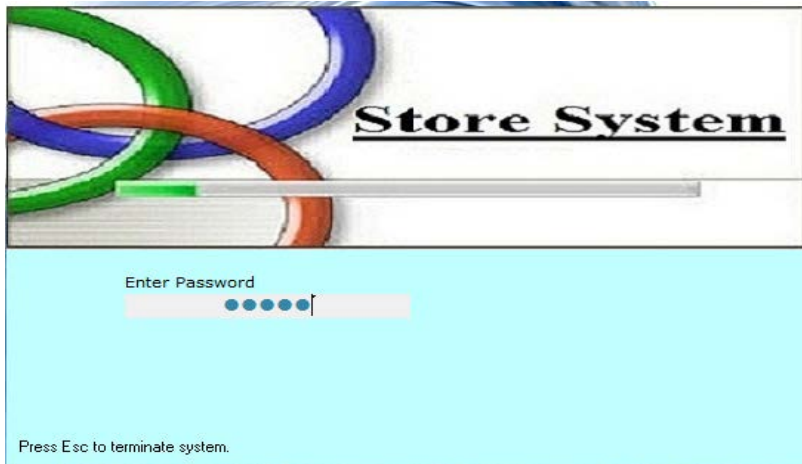 Store System
Enter Password
●●●●●
Press Esc to terminate system.